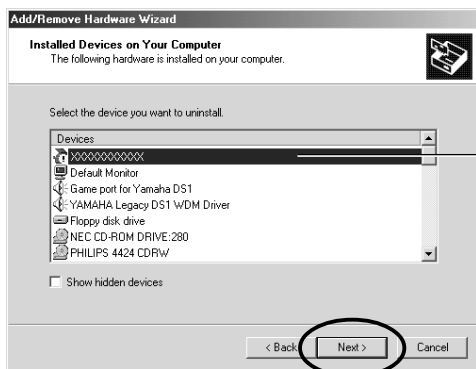 Add/Remove Hardware Wizard
Installed Devices on Your Computer
The following hardware is installed on your computer.
Select the device you want to uninstall.
Devices
XXXXXXXXXXX
Default Monitor
Game port for Yamaha DS1
YAMAHA Legacy DS1 WDM Driver
Floppy disk drive
NEC CD-ROM DRIVE:280
PHILIPS 4424 CDRW
Show hidden devices
< Back
Next >
Cancel